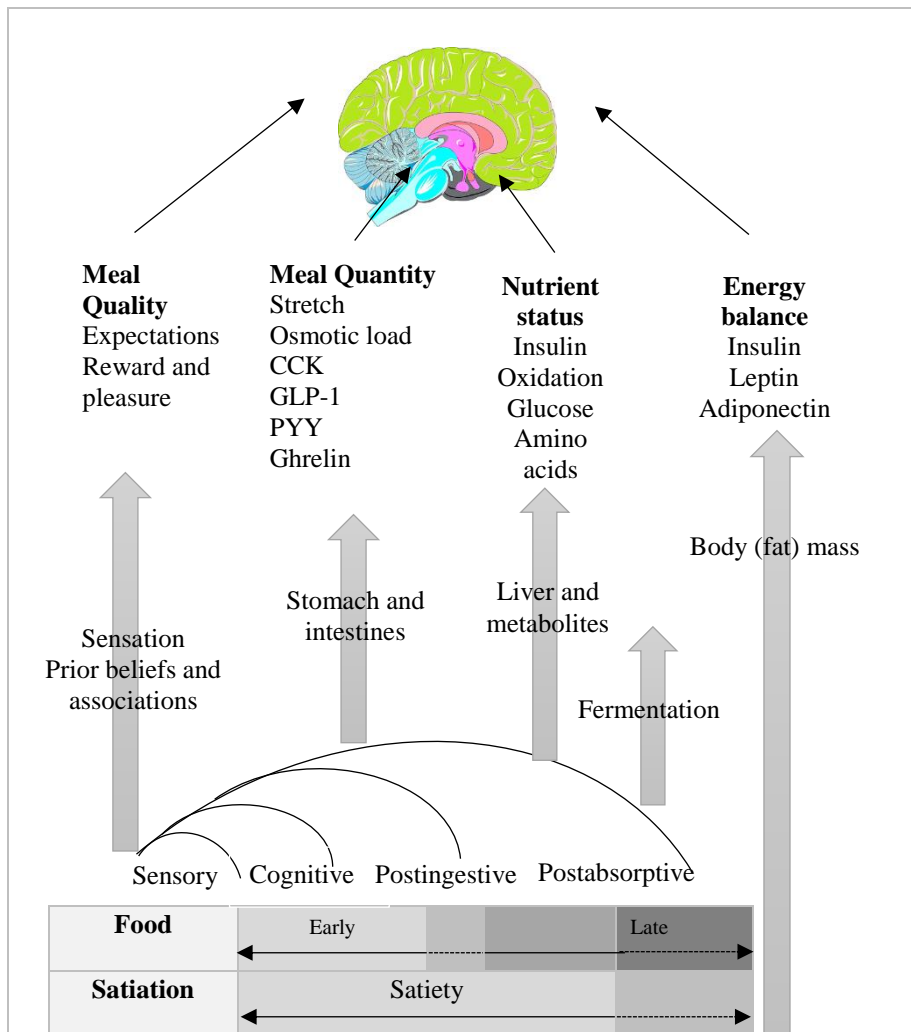 Meal
Quality
Expectations
Reward and
pleasure
Meal Quantity
Stretch
Osmotic load
CCK
GLP-1
PYY
Ghrelin
Nutrient
status
Insulin
Oxidation
Glucose
Amino
acids
Energy
balance
Insulin
Leptin
Adiponectin
Sensation
Prior beliefs and
associations
Stomach and
intestines
Liver and
metabolites
Fermentation
Body (fat) mass
Sensory
Cognitive
Postingestive
Postabsorptive
Food
Early
Late
Satiation
Satiety